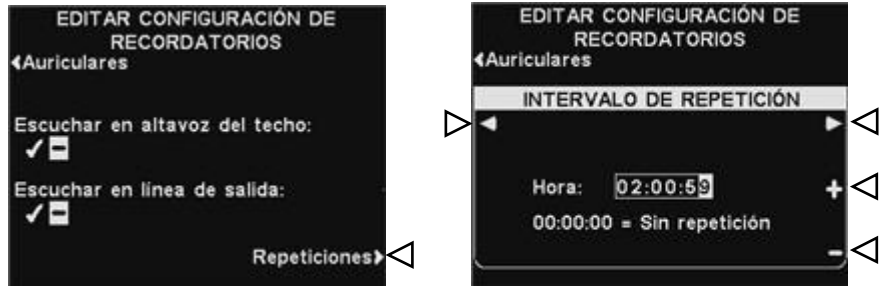 EDITAR CONFIGURACIÓN DE
RECORDATORIOS
Auriculares
Escuchar en altavoz del techo:
Escuchar en línea de salida:
Repeticiones
EDITAR CONFIGURACIÓN DE
RECORDATORIOS
Auriculares
INTERVALO DE REPETICIÓN
Hora: 02:00:59
00:00:00 = Sin repetición